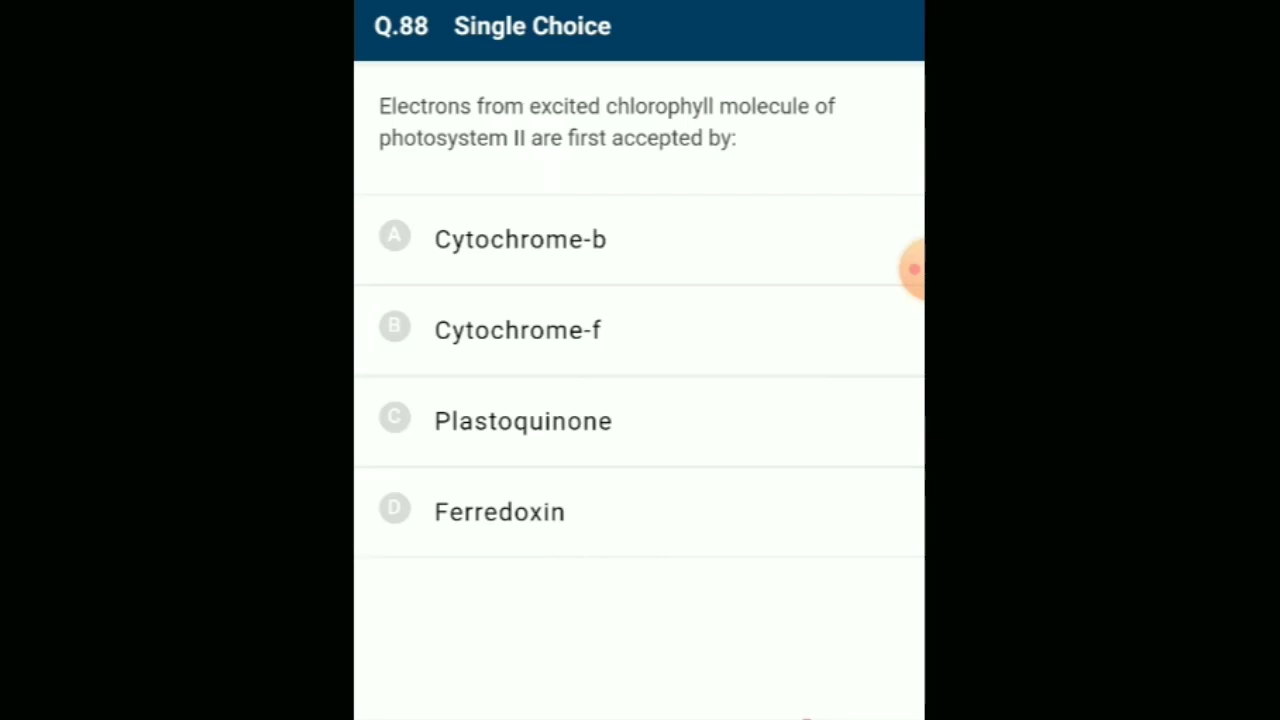 Q.88 Single Choice
Electrons from excited chlorophyll molecule of
photosystem II are first accepted by:
A Cytochrome-b
B Cytochrome-f
C Plastoquinone
D Ferredoxin